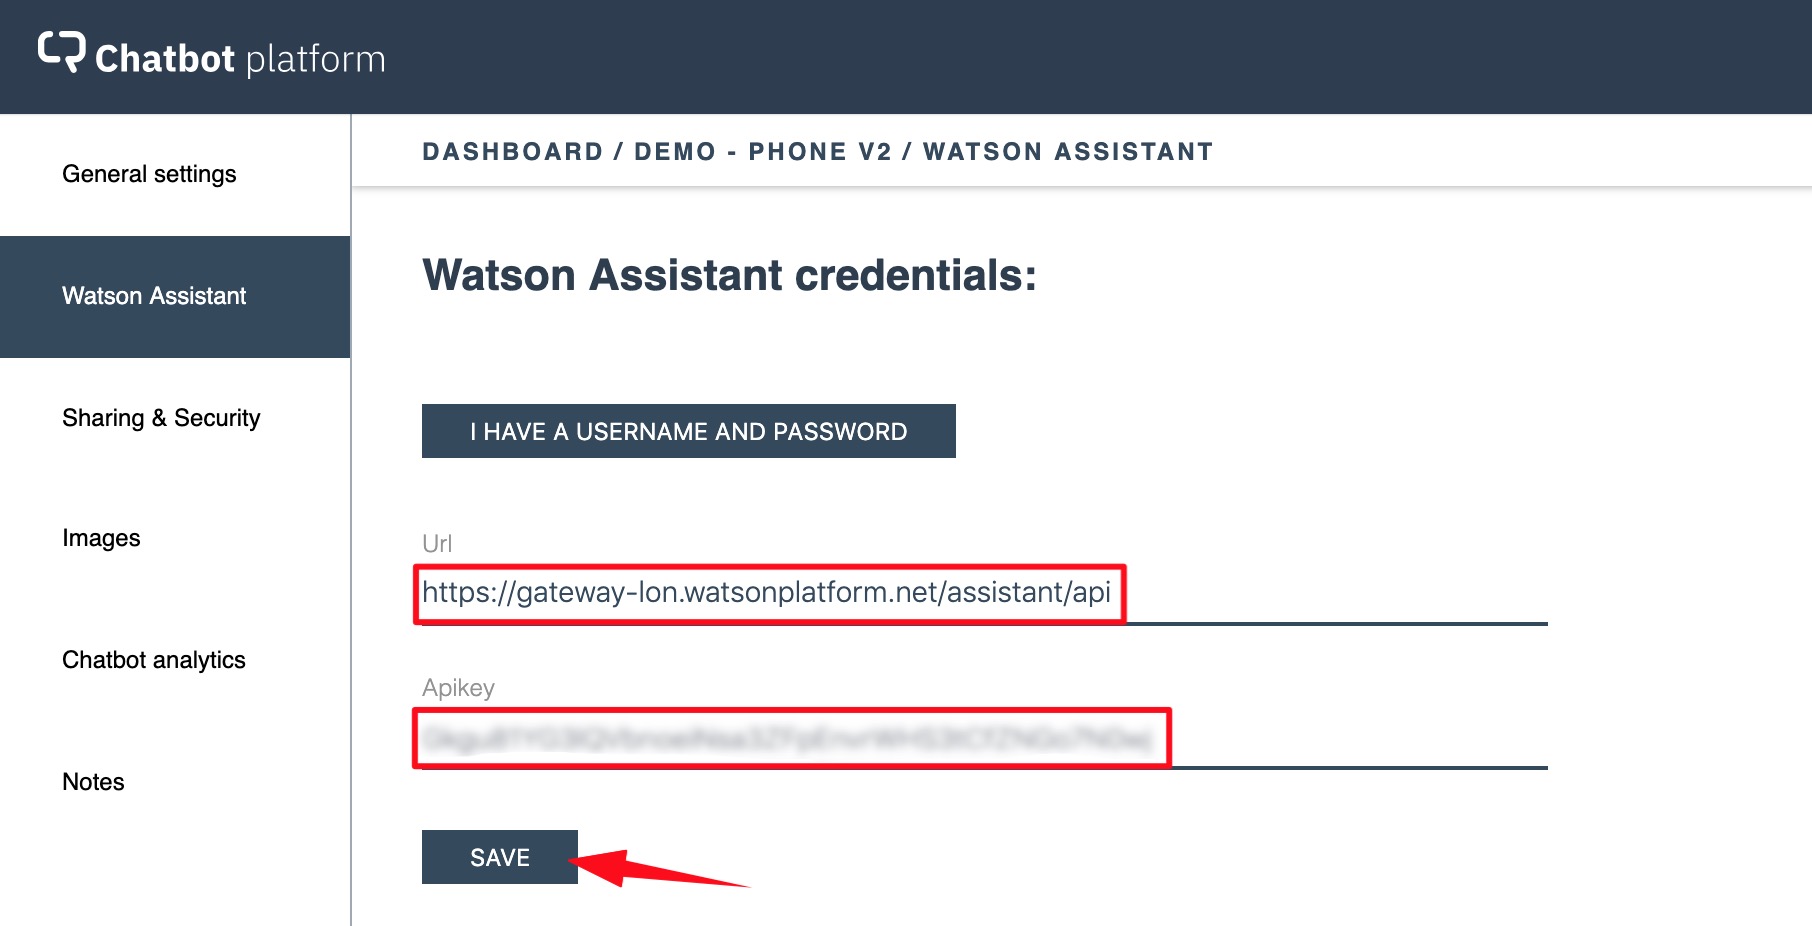 Chatbot platform
General settings
Watson Assistant
Sharing & Security
Images
Chatbot analytics
Notes
DASHBOARD / DEMO - PHONE V2 / WATSON ASSISTANT
Watson Assistant credentials:
I HAVE A USERNAME AND PASSWORD
Url
https://gateway-lon.watsonplatform.net/assistant/api
Apikey
SAVE